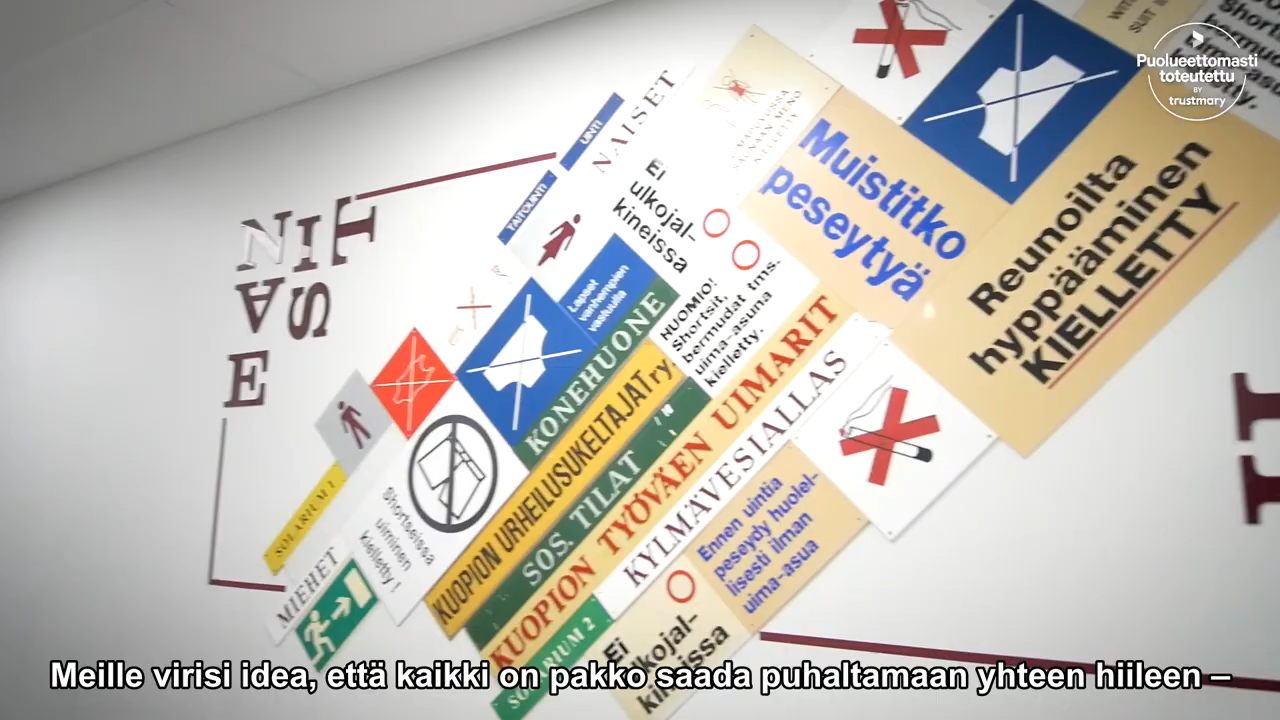 Puolueettomasti
toteutettu
BY
trustmary
NAISET
UINTI
TAITOUINTI
NAISET
Ei
ulkojal-
kineissa
Muistitko
peseytyä
Reunoilta
hyppääminen
KIELLETTY
Lapset
vanhempien
vastuulla
HUOMIO!
Shortsit,
bermudat tms.
uima-asuna
kielletty.
KONEHUONE
KUOPION URHEILUSUKELTAJAT ry.
SOS. TILAT
KUOPION TYÖVÄEN UIMARIT
KYLMÄVESIALLAS
Ennen uintia
peseydy huolel-
lisesti ilman
uima-asua
SOLARIUM 1
MIEHET
Shortseissa
uiminen
kielletty !
SOLARIUM 2
Ei
ulkojal-
kineissa
Meille virisi idea, että kaikki on pakko saada puhaltamaan yhteen hiileen –